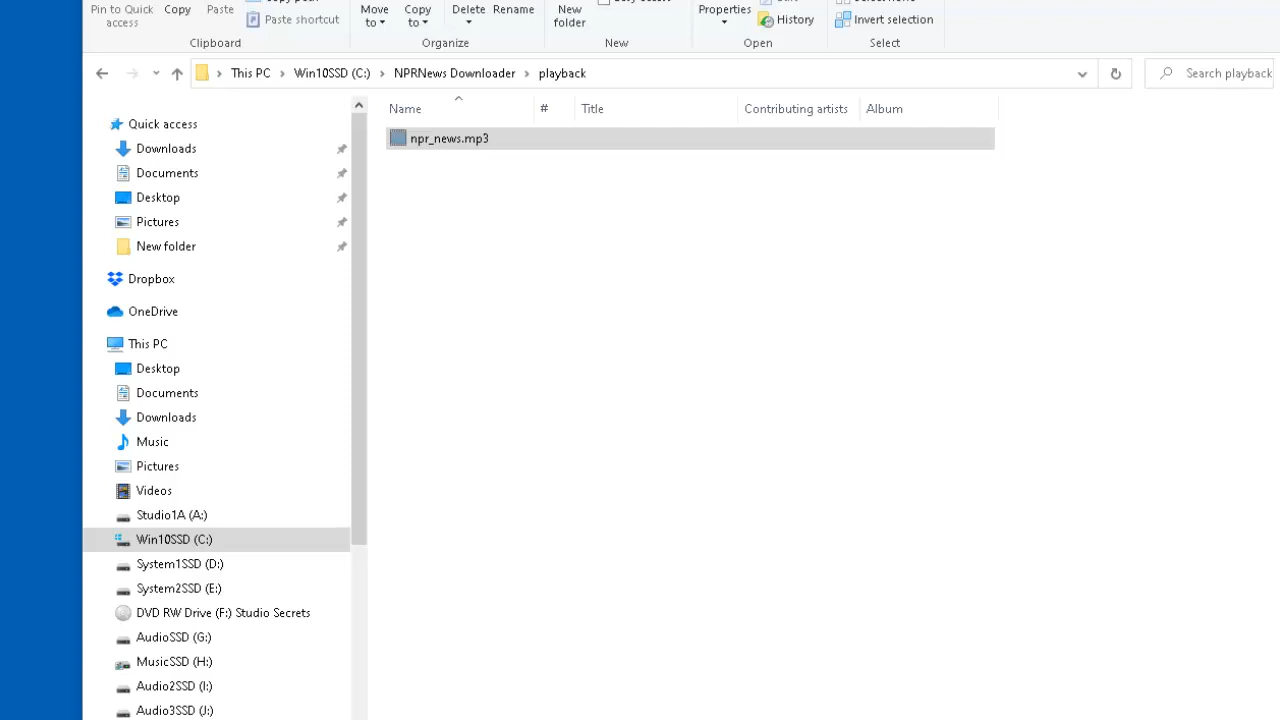 Pin to Quick access Copy Paste Paste shortcut Move to Copy to Delete Rename New folder Properties History Invert selection
Clipboard Organize New Open Select
This PC Win10SSD (C:) NPRNews Downloader playback Search playback
Name # Title Contributing artists Album
npr_news.mp3
Quick access
Downloads
Documents
Desktop
Pictures
New folder
Dropbox
OneDrive
This PC
Desktop
Documents
Downloads
Music
Pictures
Videos
Studio1A (A:)
Win10SSD (C:)
System1SSD (D:)
System2SSD (E:)
DVD RW Drive (F:) Studio Secrets
AudioSSD (G:)
MusicSSD (H:)
Audio2SSD (I:)
Audio3SSD (J:)